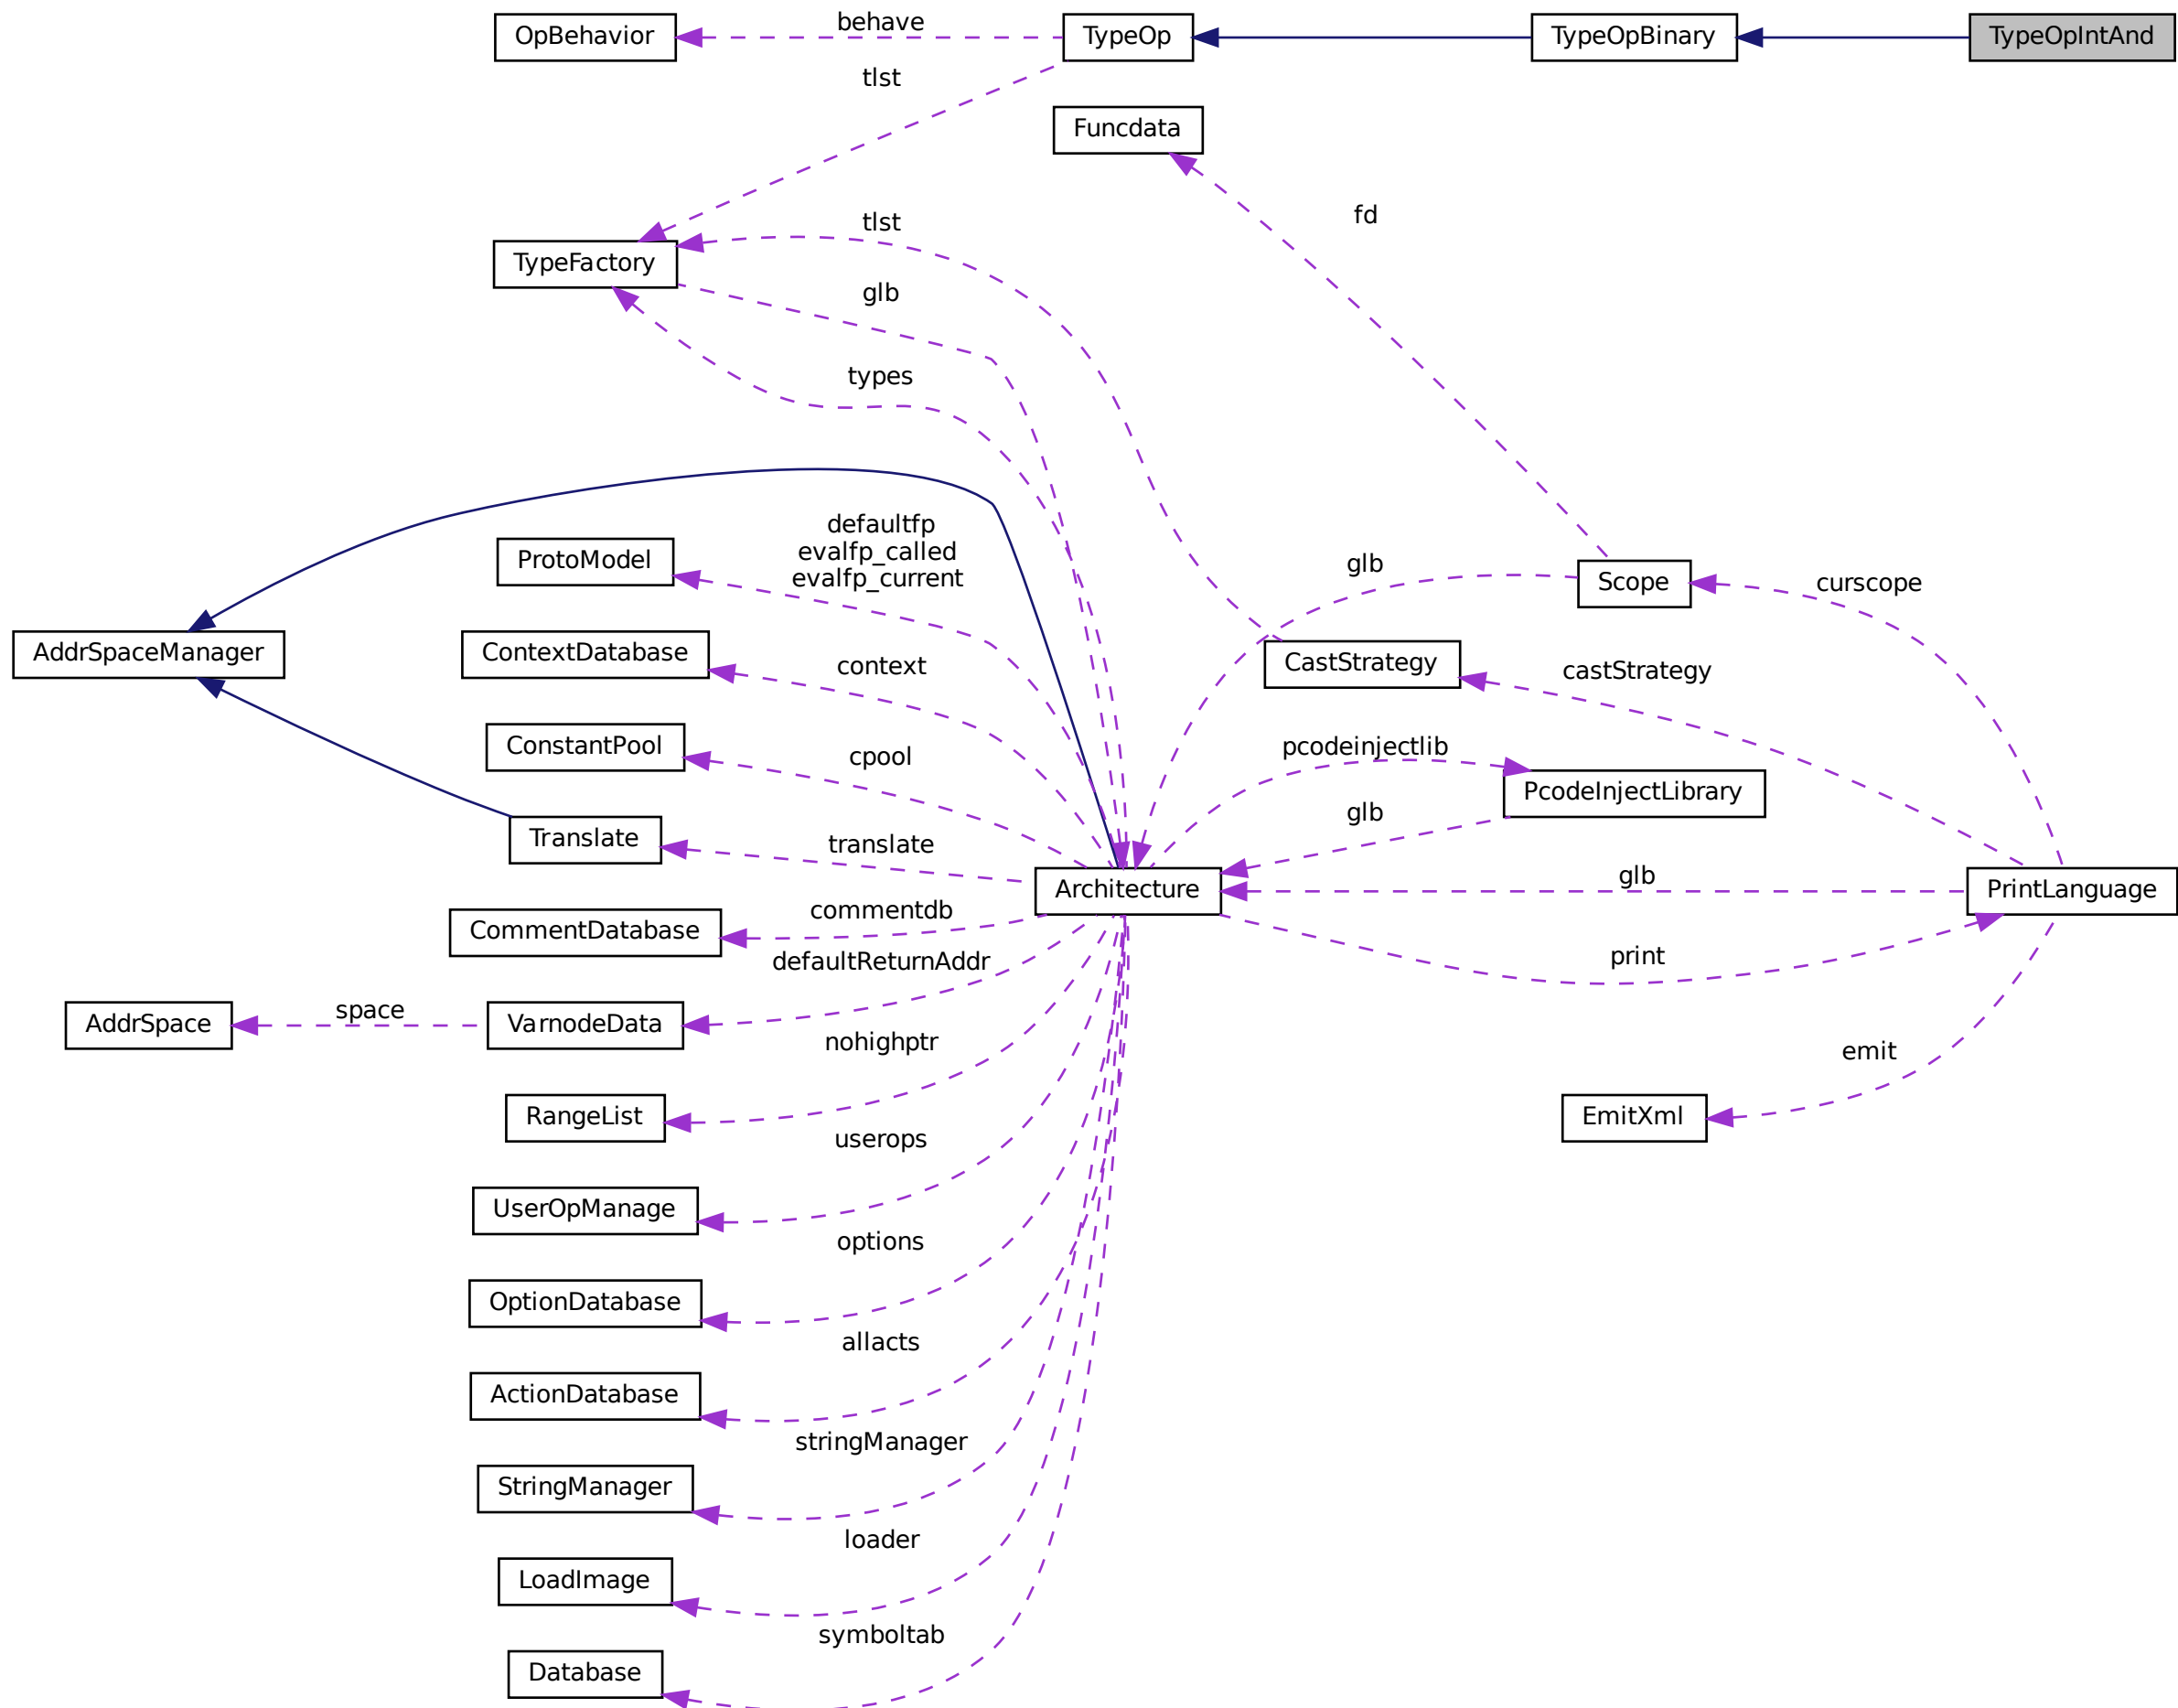 OpBehavior
behave
TypeOp
TypeOpBinary
TypeOpIntAnd
tlst
Funcdata
fd
tlst
TypeFactory
glb
types
defaultfp
evalfp_called
evalfp_current
ProtoModel
glb
Scope
curscope
AddrSpaceManager
ContextDatabase
context
CastStrategy
castStrategy
ConstantPool
cpool
pcodeinjectlib
PcodeInjectLibrary
glb
Translate
translate
Architecture
glb
PrintLanguage
CommentDatabase
commentdb
print
defaultReturnAddr
AddrSpace
space
VarnodeData
nohighptr
emit
RangeList
EmitXml
userops
UserOpManage
options
OptionDatabase
allacts
ActionDatabase
stringManager
StringManager
loader
LoadImage
symboltab
Database